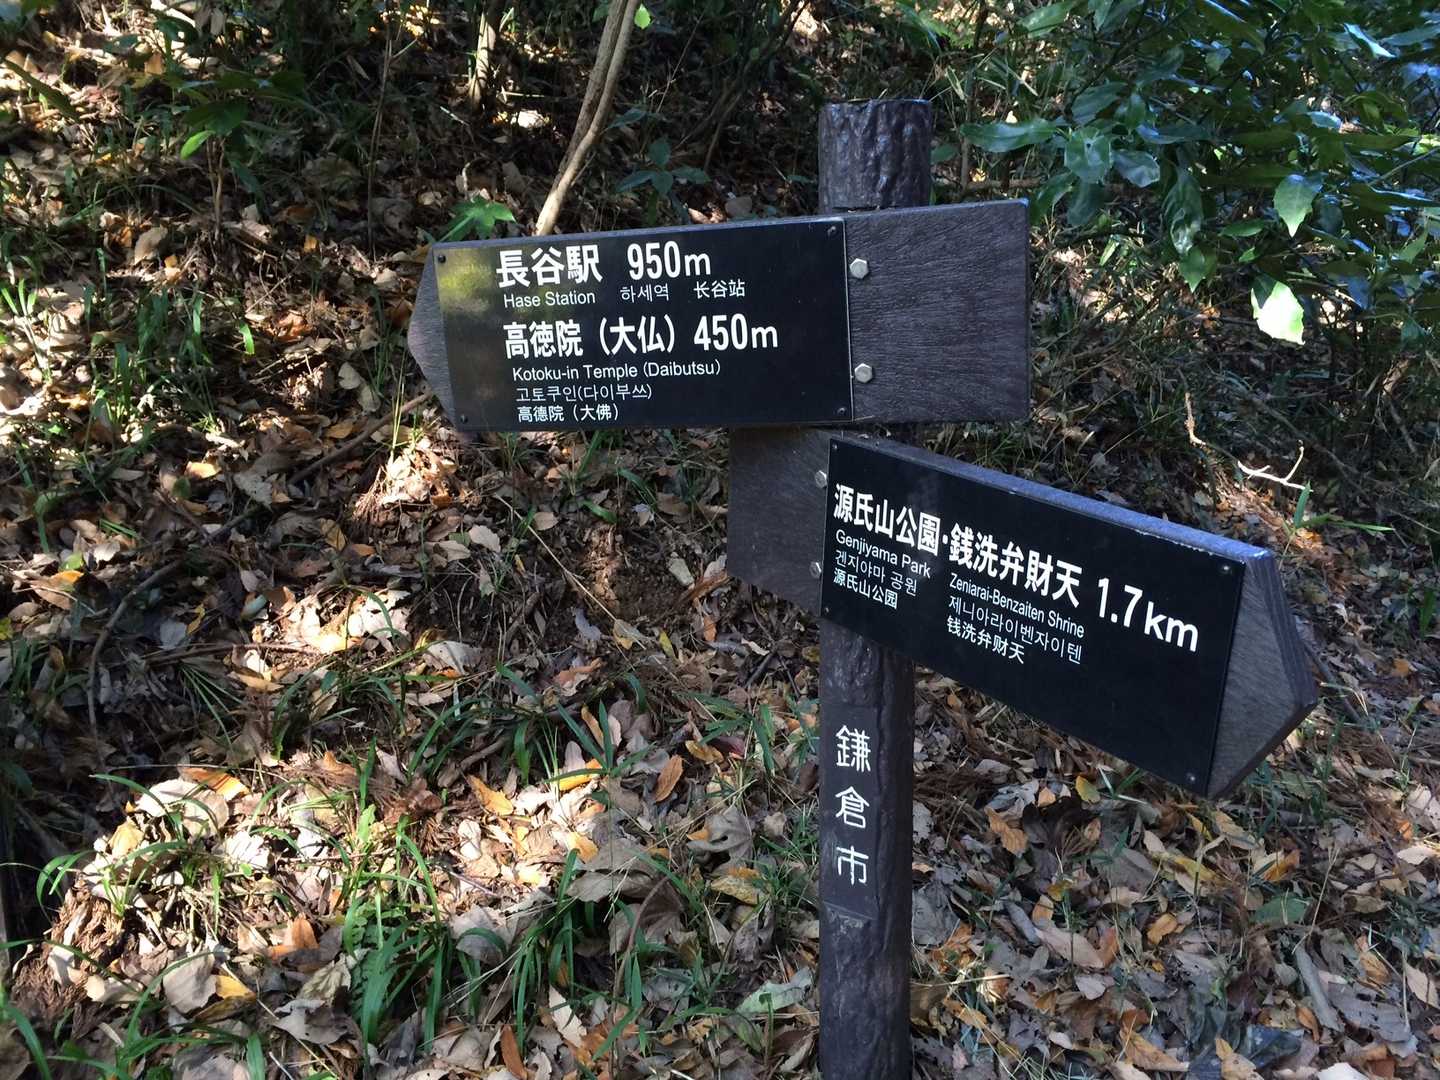 長谷駅 950m
Hase Station 하세역 长谷站
高徳院（大仏）450m
Kotoku-in Temple (Daibutsu)
고토쿠인(다이부쓰)
高德院（大佛）
源氏山公園・銭洗弁財天 1.7km
Genjiyama Park
겐지야마 공원
源氏山公园
Zeniarai-Benzaiten Shrine
제니아라이벤자이텐
钱洗弁财天
鎌倉市